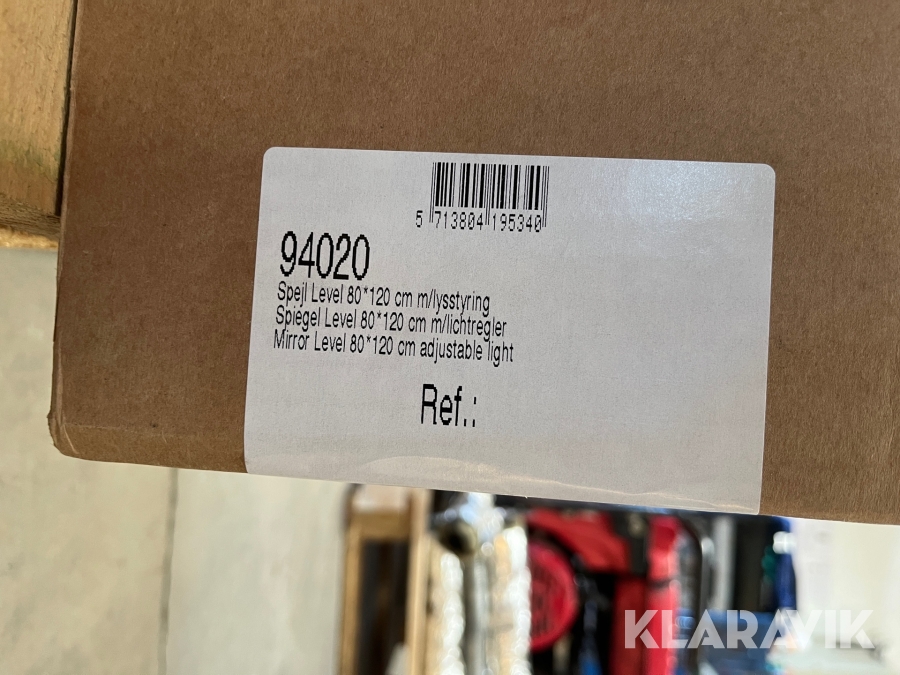 5 713804 195340
94020
Spejl Level 80*120 cm m/lysstyring
Spiegel Level 80*120 cm m/lichtregler
Mirror Level 80*120 cm adjustable light
Ref.:
KLARAVIK